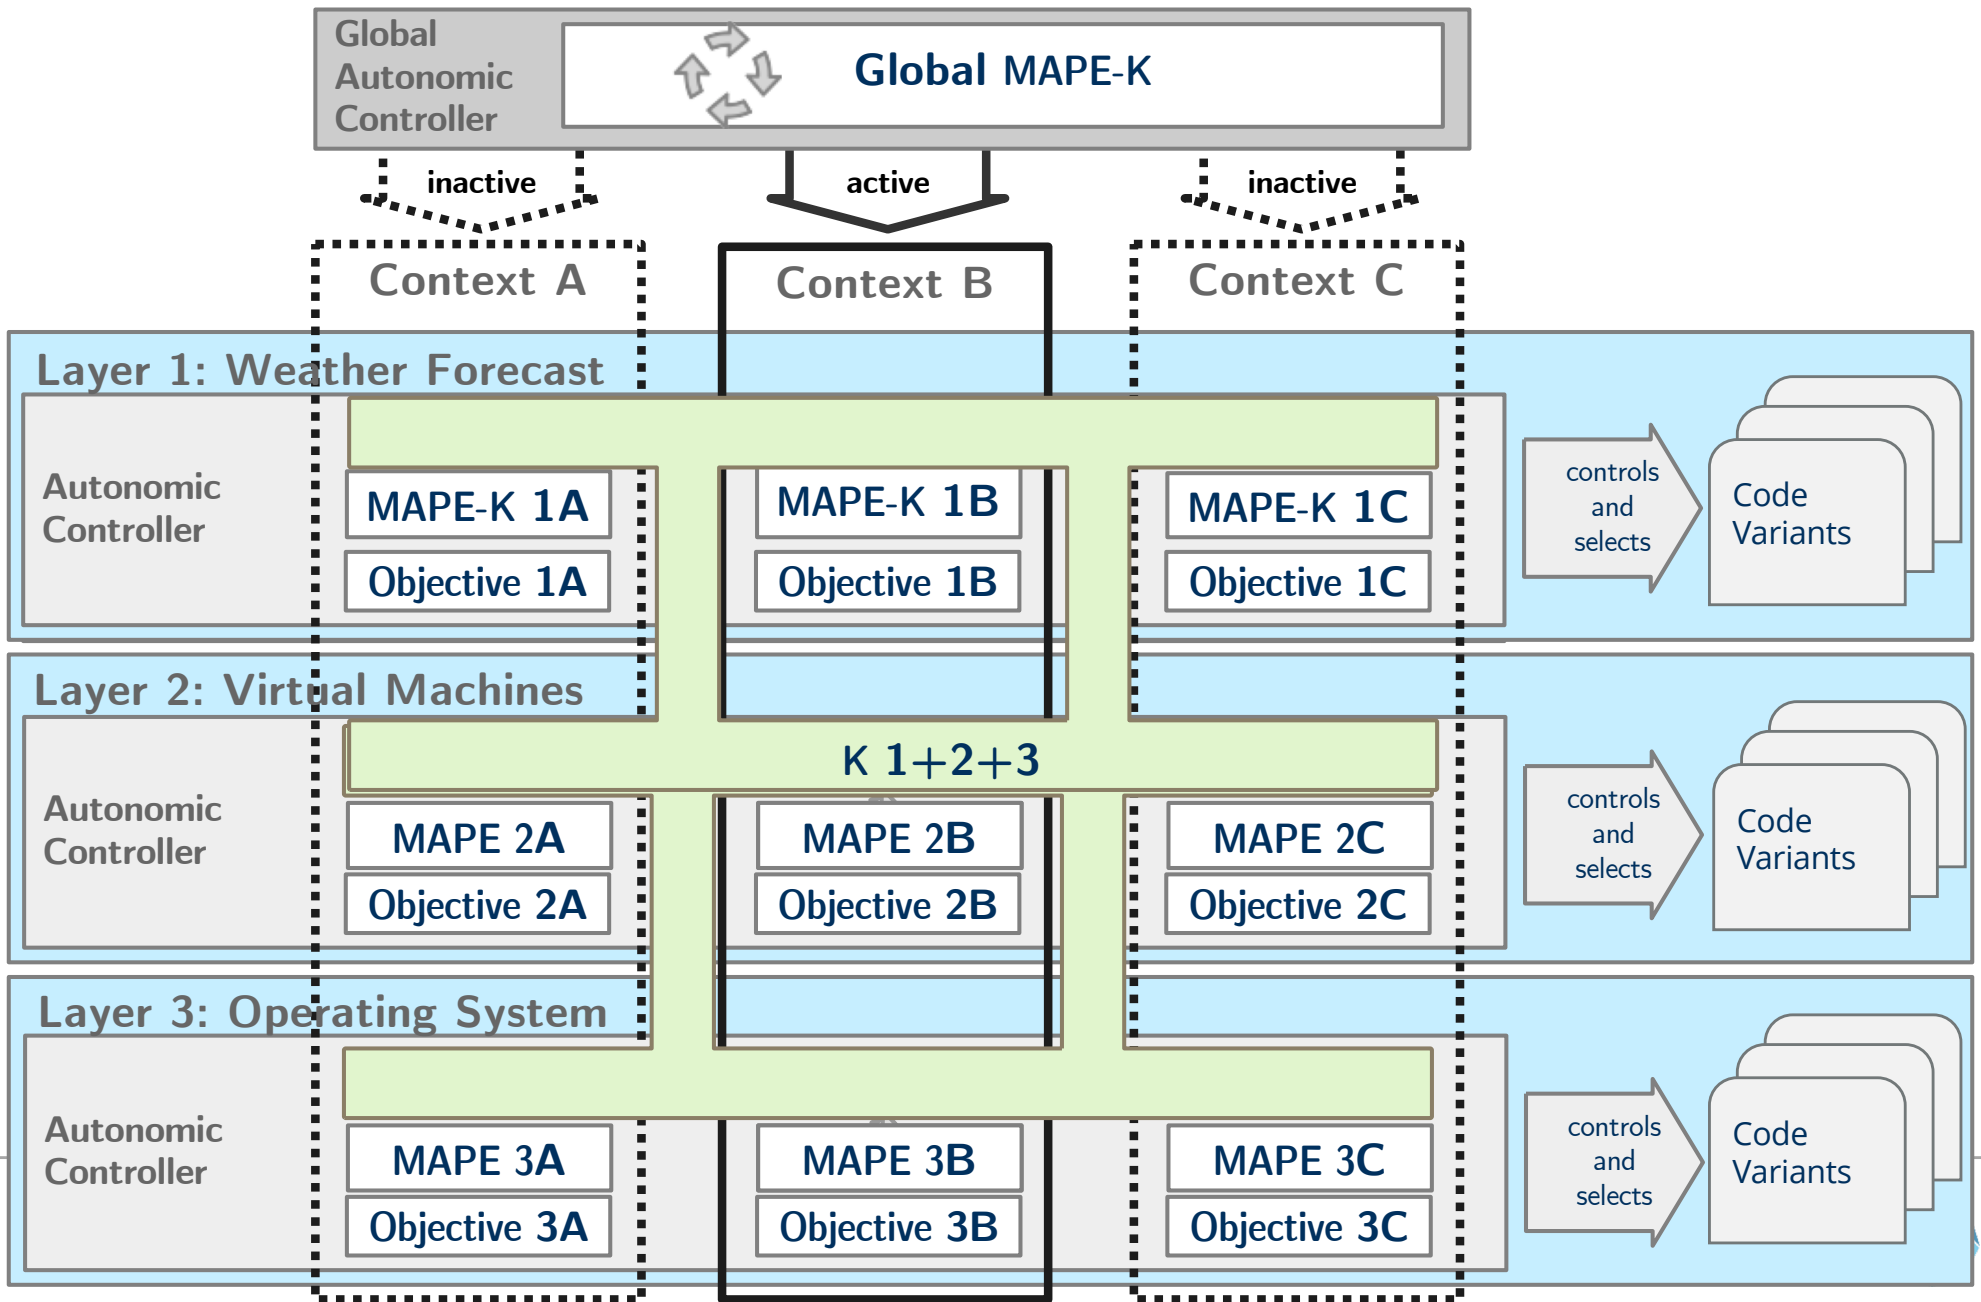 Global
Autonomic
Controller
Global MAPE-K
inactive
active
inactive
Context A
Context B
Context C
Layer 1: Weather Forecast
Autonomic
Controller
MAPE-K 1A
MAPE-K 1B
MAPE-K 1C
Objective 1A
Objective 1B
Objective 1C
controls
and
selects
Code
Variants
Layer 2: Virtual Machines
K 1+2+3
Autonomic
Controller
MAPE 2A
MAPE 2B
MAPE 2C
Objective 2A
Objective 2B
Objective 2C
controls
and
selects
Code
Variants
Layer 3: Operating System
Autonomic
Controller
MAPE 3A
MAPE 3B
MAPE 3C
Objective 3A
Objective 3B
Objective 3C
controls
and
selects
Code
Variants